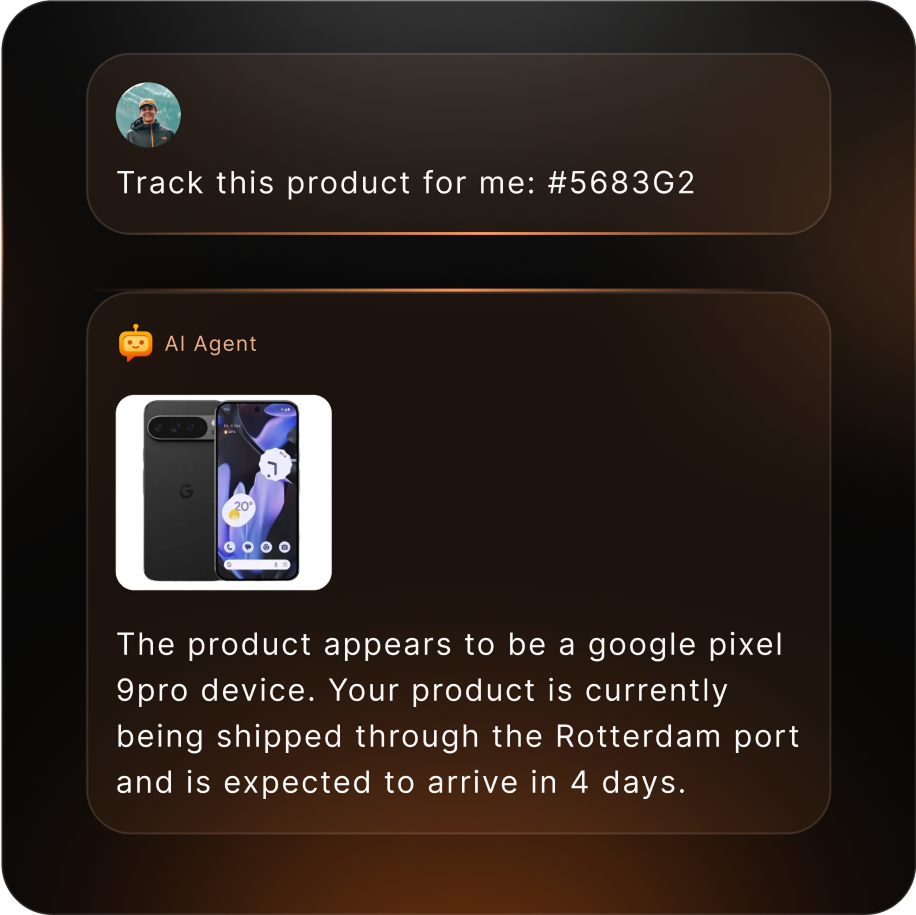 Track this product for me: #5683G2
AI Agent
20°
The product appears to be a google pixel
9pro device. Your product is currently
being shipped through the Rotterdam port
and is expected to arrive in 4 days.